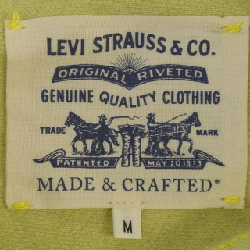 LEVI STRAUSS & CO.
ORIGINAL RIVETED
GENUINE QUALITY CLOTHING
TRADE MARK
PATENTED MAY 20 1873
MADE & CRAFTED®
M